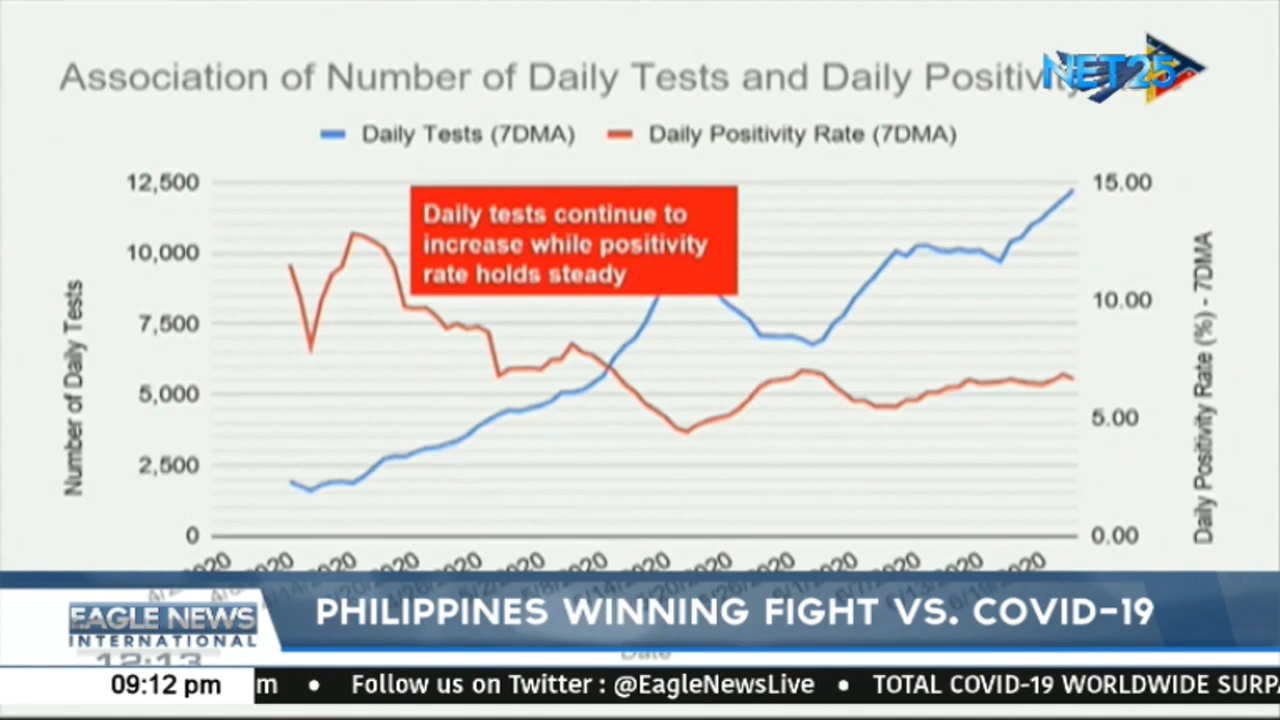 Association of Number of Daily Tests and Daily
NET25
Daily Tests (7DMA)
Daily Positivity Rate (7DMA)
12,500
10,000
7,500
5,000
2,500
0
Number of Daily Tests
Daily tests continue to
increase while positivity
rate holds steady
15.00
10.00
5.00
0.00
Daily Positivity Rate (%) - 7DMA
EAGLE NEWS
INTERNATIONAL
PHILIPPINES WINNING FIGHT VS. COVID-19
Date
12:13
09:12 pm
m • Follow us on Twitter : @EagleNewsLive • TOTAL COVID-19 WORLDWIDE